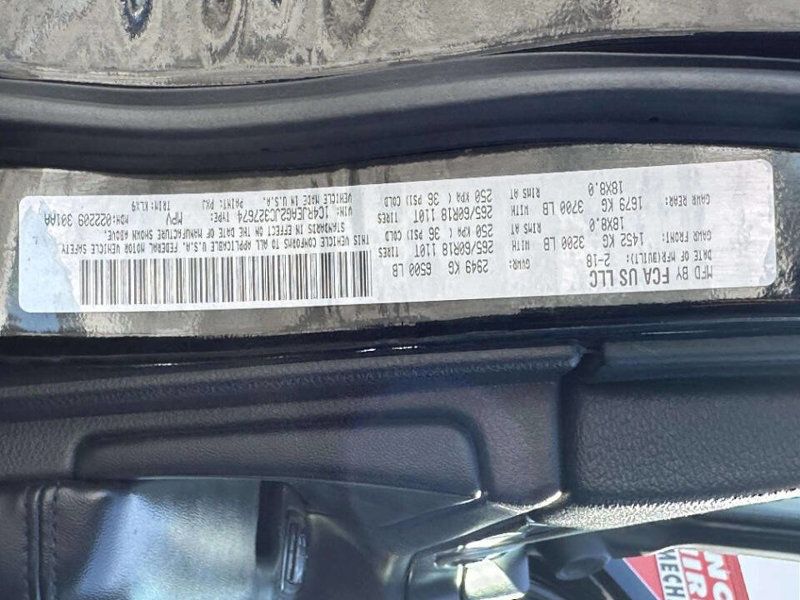 MFD BY FCA US LLC
DATE OF MFR(BUILT): 2-18
GVWR:
2949 KG 6500 LB
GAWR FRONT: WITH TIRES
1452 KG 3200 LB 265/60R18 110T
RIMS AT
18X8.0 250 KPA ( 36 PSI) COLD
GAWR REAR: WITH TIRES
1679 KG 3700 LB 265/60R18 110T
RIMS AT
18X8.0 250 KPA ( 36 PSI) COLD
THIS VEHICLE CONFORMS TO ALL APPLICABLE U.S.A. FEDERAL MOTOR VEHICLE SAFETY
STANDARDS IN EFFECT ON THE DATE OF MANUFACTURE SHOWN ABOVE.
VIN: 1C4RJEAG2JC327674 TYPE: MPV MDH:022209 301AA
VEHICLE MADE IN U.S.A. PAINT: PXJ TRIM:KLX9
MECH